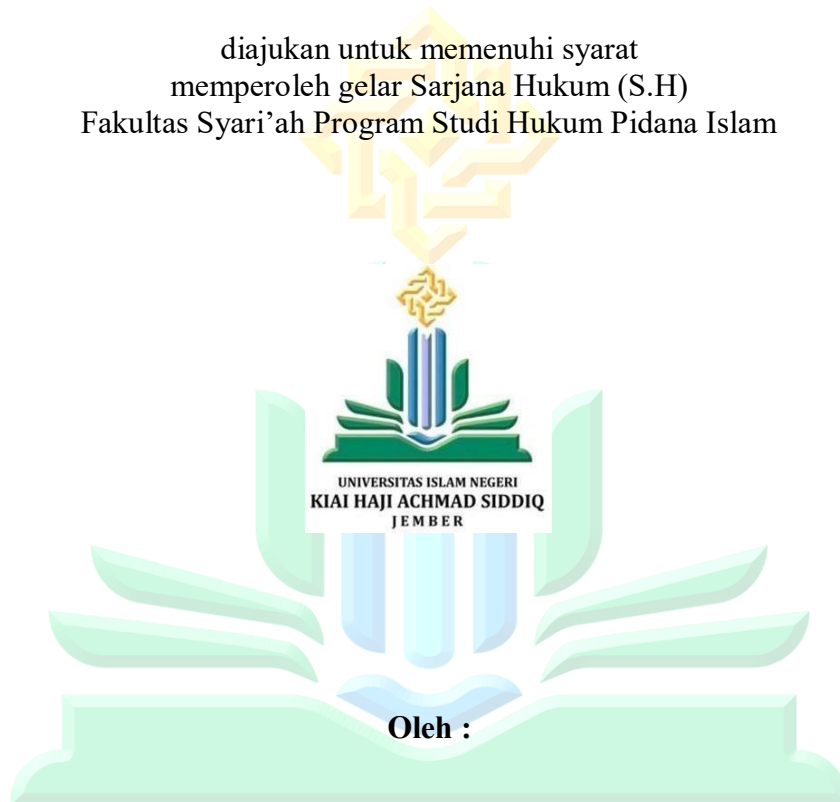 diajukan untuk memenuhi syarat
memperoleh gelar Sarjana Hukum (S.H)
Fakultas Syari’ah Program Studi Hukum Pidana Islam
UNIVERSITAS ISLAM NEGERI
KIAI HAJI ACHMAD SIDDIQ
JEMBER
Oleh :